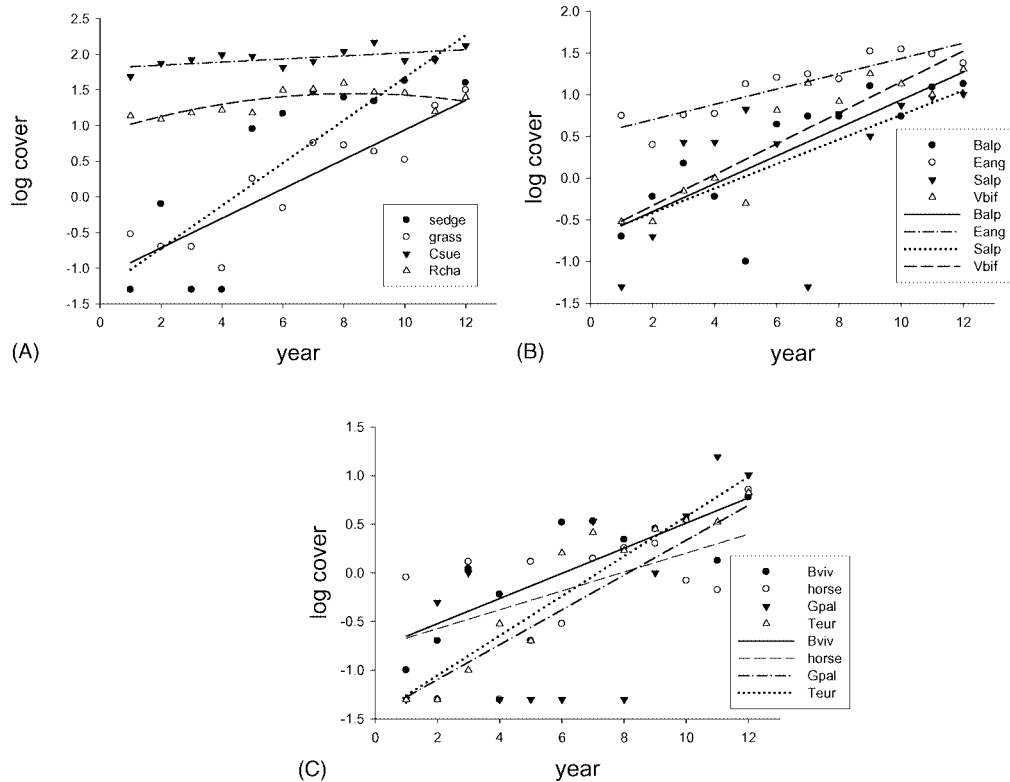 2.5
2.0
1.5
1.0
0.5
0.0
-0.5
-1.0
-1.5
log cover
0 2 4 6 8 10 12
year
(A)
sedge
grass
Csue
Rcha
2.0
1.5
1.0
0.5
0.0
-0.5
-1.0
-1.5
log cover
0 2 4 6 8 10 12
year
(B)
Balp
Eang
Salp
Vbif
Balp
Eang
Salp
Vbif
1.5
1.0
0.5
0.0
-0.5
-1.0
-1.5
log cover
0 2 4 6 8 10 12
year
(C)
Bviv
horse
Gpal
Teur
Bviv
horse
Gpal
Teur